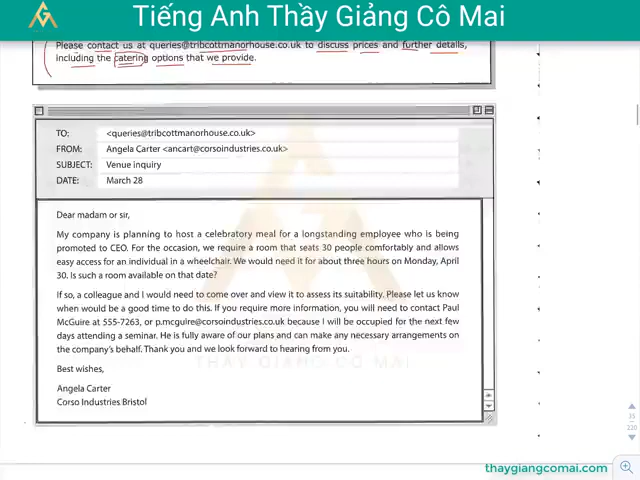 Tiếng Anh Thầy Giảng Cô Mai
Please contact us at queries@tribcottmanorhouse.co.uk to discuss prices and further details,
including the catering options that we provide.
TO: <queries@tribcottmanorhouse.co.uk>
FROM: Angela Carter <ancart@corsoindustries.co.uk>
SUBJECT: Venue inquiry
DATE: March 28
Dear madam or sir,
My company is planning to host a celebratory meal for a longstanding employee who is being
promoted to CEO. For the occasion, we require a room that seats 30 people comfortably and allows
easy access for an individual in a wheelchair. We would need it for about three hours on Monday, April
30. Is such a room available on that date?
If so, a colleague and I would need to come over and view it to assess its suitability. Please let us know
when would be a good time to do this. If you require more information, you will need to contact Paul
McGuire at 555-7263, or p.mcguire@corsoindustries.co.uk because I will be occupied for the next few
days attending a seminar. He is fully aware of our plans and can make any necessary arrangements on
the company's behalf. Thank you and we look forward to hearing from you.
THẦY GIẢNG CÔ MAI
Best wishes,
Angela Carter
Corso Industries Bristol
35
220
thaygiangcomai.com